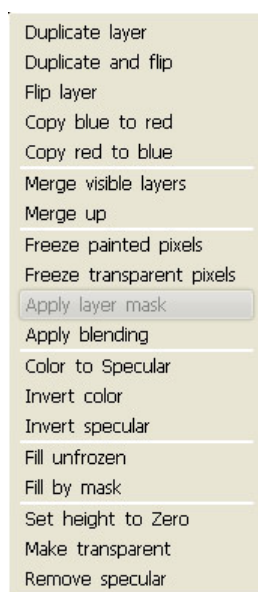 Duplicate layer
Duplicate and flip
Flip layer
Copy blue to red
Copy red to blue
Merge visible layers
Merge up
Freeze painted pixels
Freeze transparent pixels
Apply layer mask
Apply blending
Color to Specular
Invert color
Invert specular
Fill unfrozen
Fill by mask
Set height to Zero
Make transparent
Remove specular